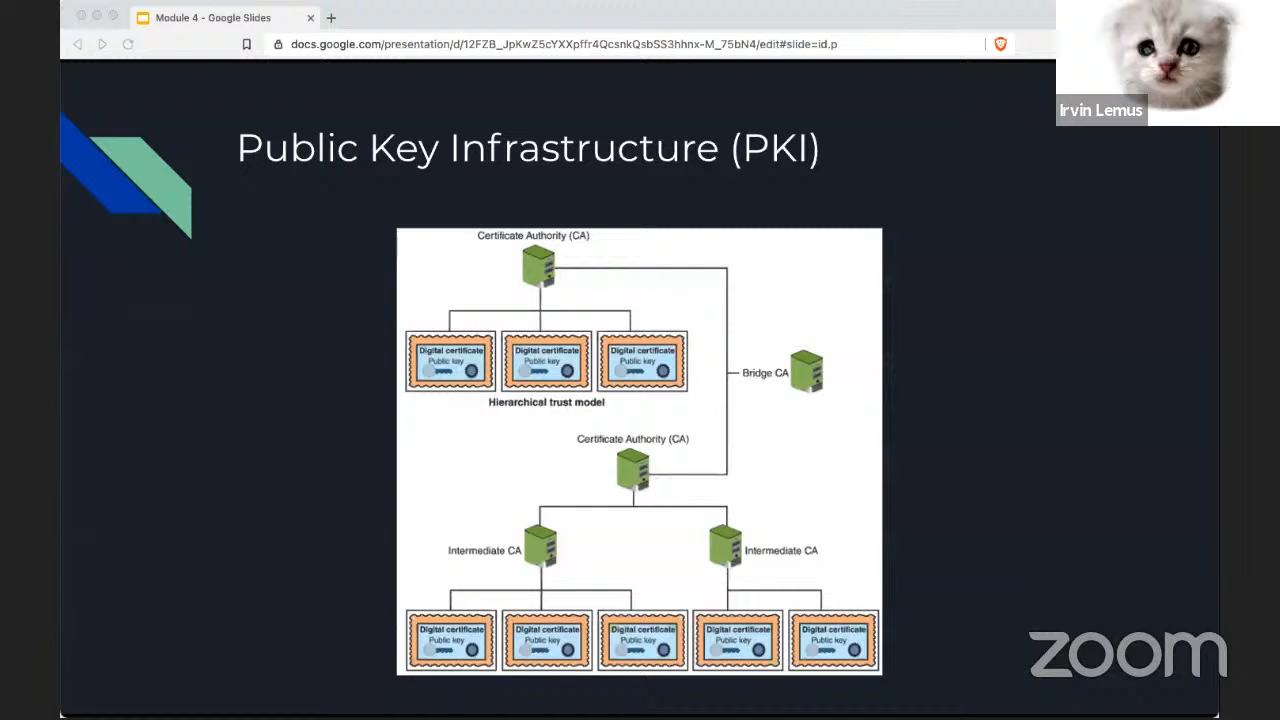 Module 4 - Google Slides
docs.google.com/presentation/d/12FZB_JpKwZ5cYXXpffr4QcsnkQsbSS3hhnx-M_75bN4/edit#slide=id.p
Irvin Lemus
Public Key Infrastructure (PKI)
Certificate Authority (CA)
Digital certificate
Public key
Digital certificate
Public key
Digital certificate
Public key
Hierarchical trust model
Bridge CA
Certificate Authority (CA)
Intermediate CA
Intermediate CA
Digital certificate
Public key
Digital certificate
Public key
Digital certificate
Public key
Digital certificate
Public key
Digital certificate
Public key
zoom